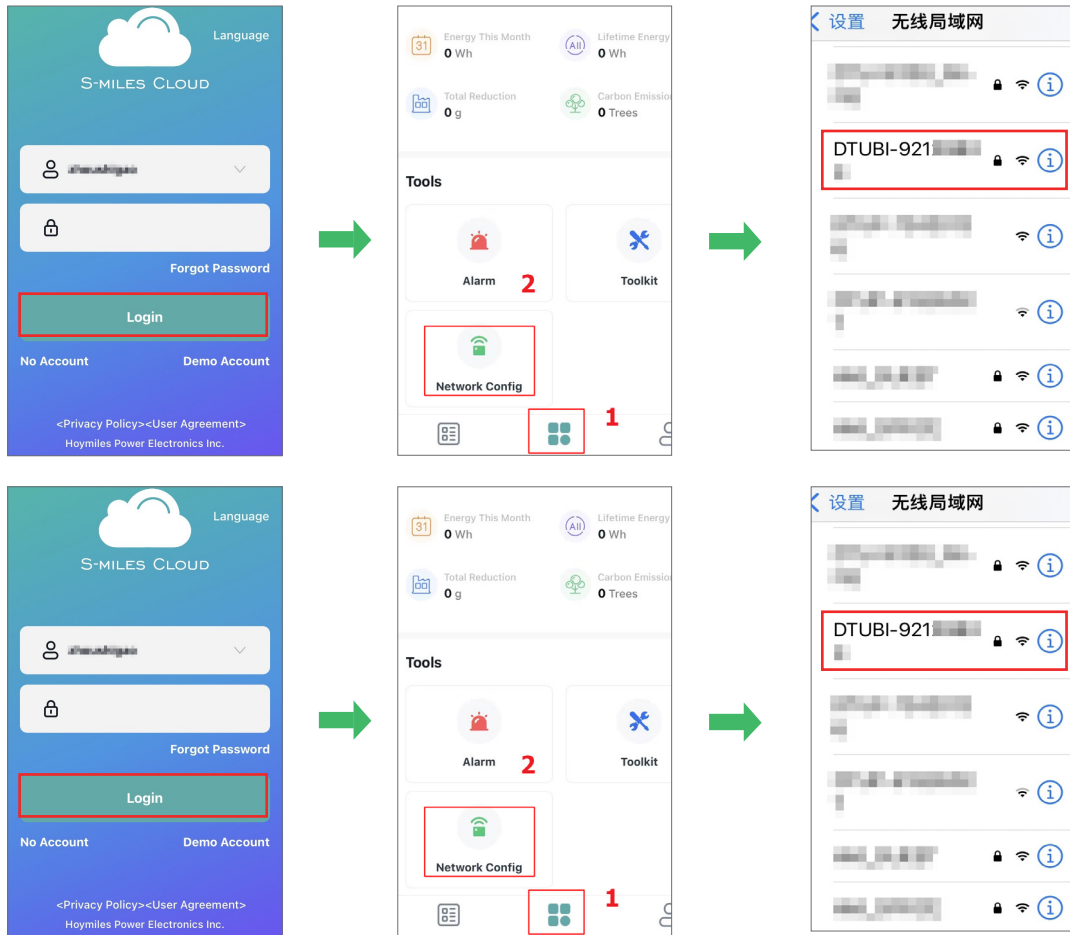 Language
S-MILES CLOUD
Forgot Password
Login
No Account
Demo Account
<Privacy Policy><User Agreement>
Hoymiles Power Electronics Inc.
Energy This Month
0 Wh
Lifetime Energy
0 Wh
Total Reduction
0 g
Carbon Emission
0 Trees
Tools
Alarm
2
Toolkit
Network Config
1
设置 无线局域网
DTUBI-921
Language
S-MILES CLOUD
Forgot Password
Login
No Account
Demo Account
<Privacy Policy><User Agreement>
Hoymiles Power Electronics Inc.
Energy This Month
0 Wh
Lifetime Energy
0 Wh
Total Reduction
0 g
Carbon Emission
0 Trees
Tools
Alarm
2
Toolkit
Network Config
1
设置 无线局域网
DTUBI-921